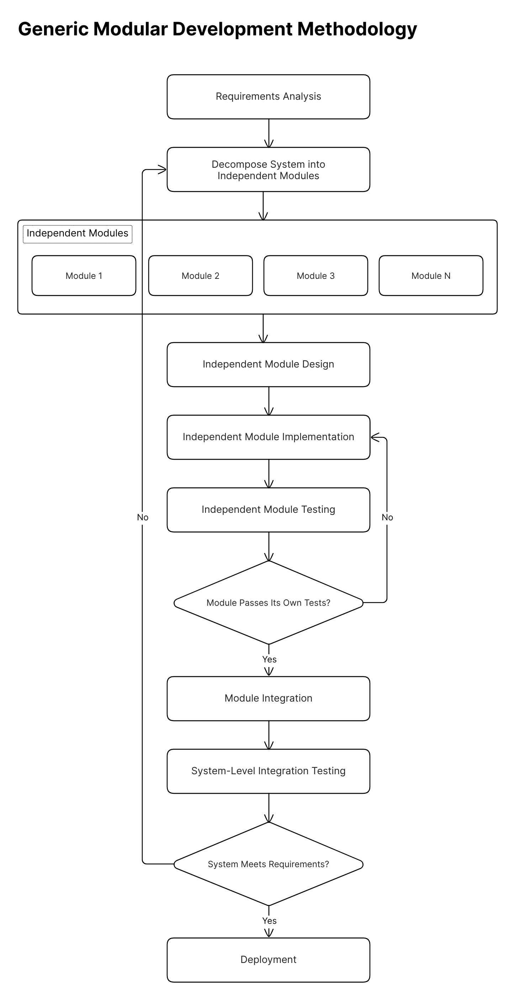 Generic Modular Development Methodology
Requirements Analysis
Decompose System into
Independent Modules
Independent Modules
Module 1
Module 2
Module 3
Module N
Independent Module Design
Independent Module Implementation
Independent Module Testing
No
No
Module Passes Its Own Tests?
Yes
Module Integration
System-Level Integration Testing
System Meets Requirements?
Yes
Deployment